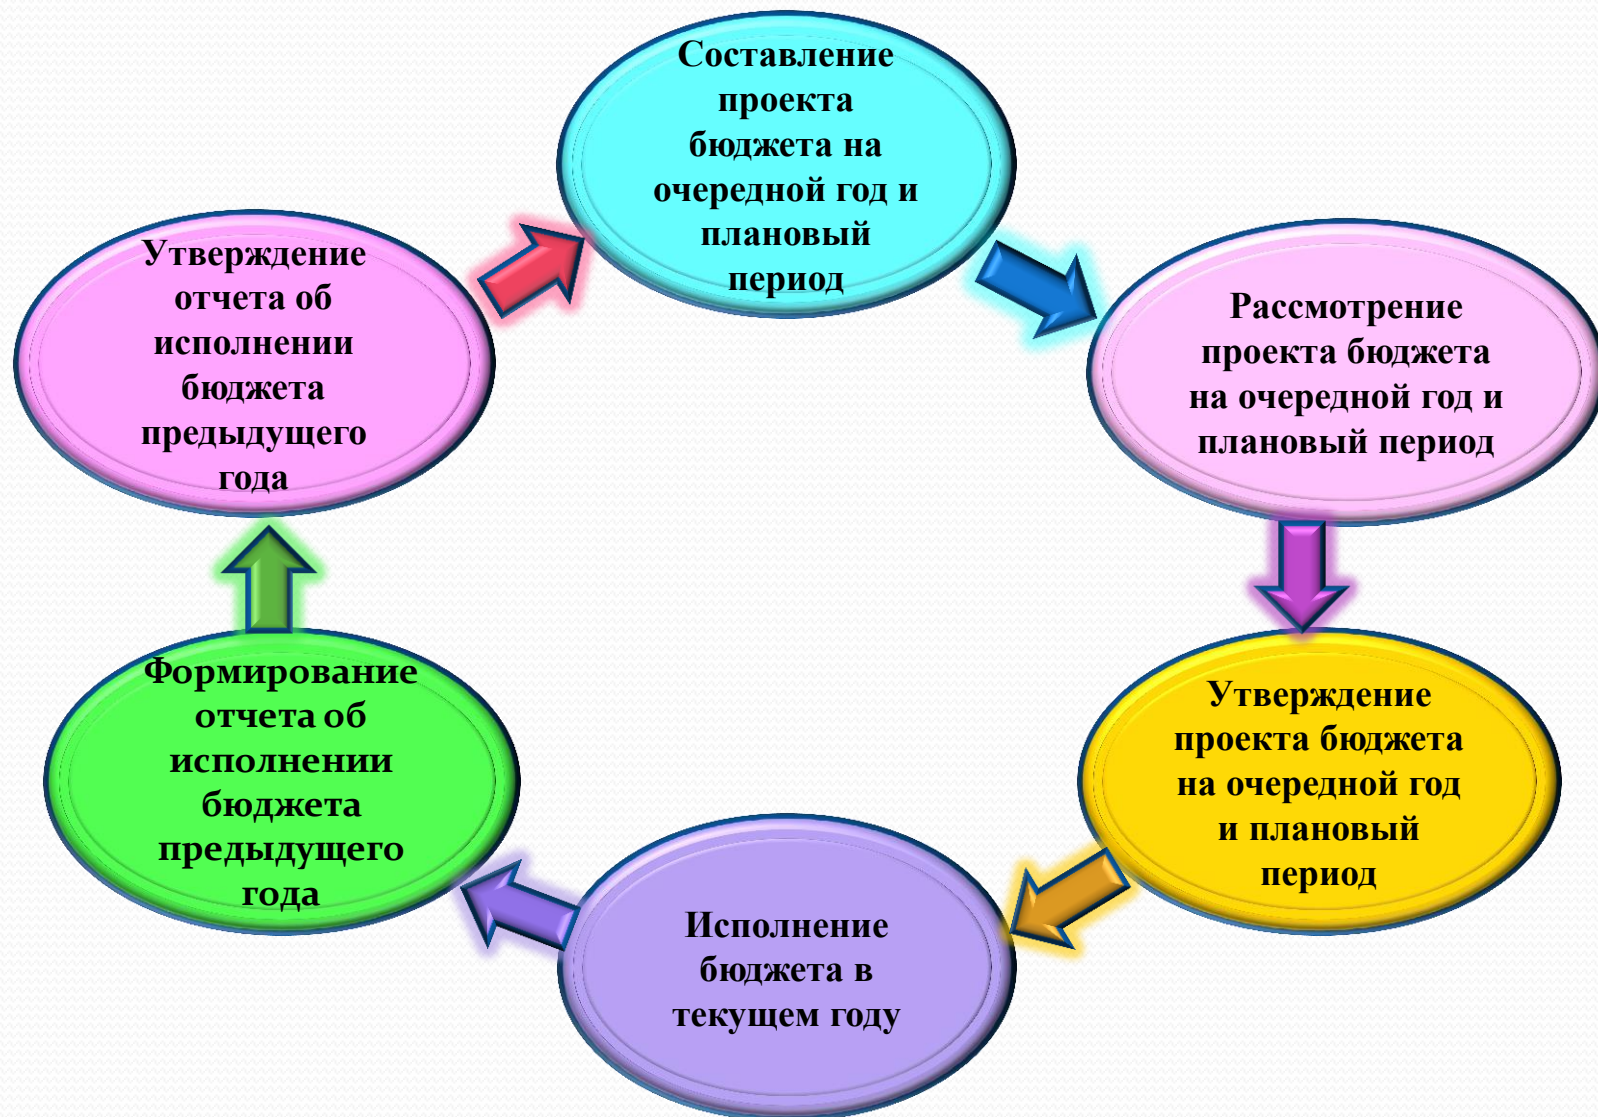 Составление
проекта
бюджета на
очередной год и
плановый
период
Рассмотрение
проекта бюджета
на очередной год и
плановый период
Утверждение
проекта бюджета
на очередной год
и плановый
период
Исполнение
бюджета в
текущем году
Формирование
отчета об
исполнении
бюджета
предыдущего
года
Утверждение
отчета об
исполнении
бюджета
предыдущего
года